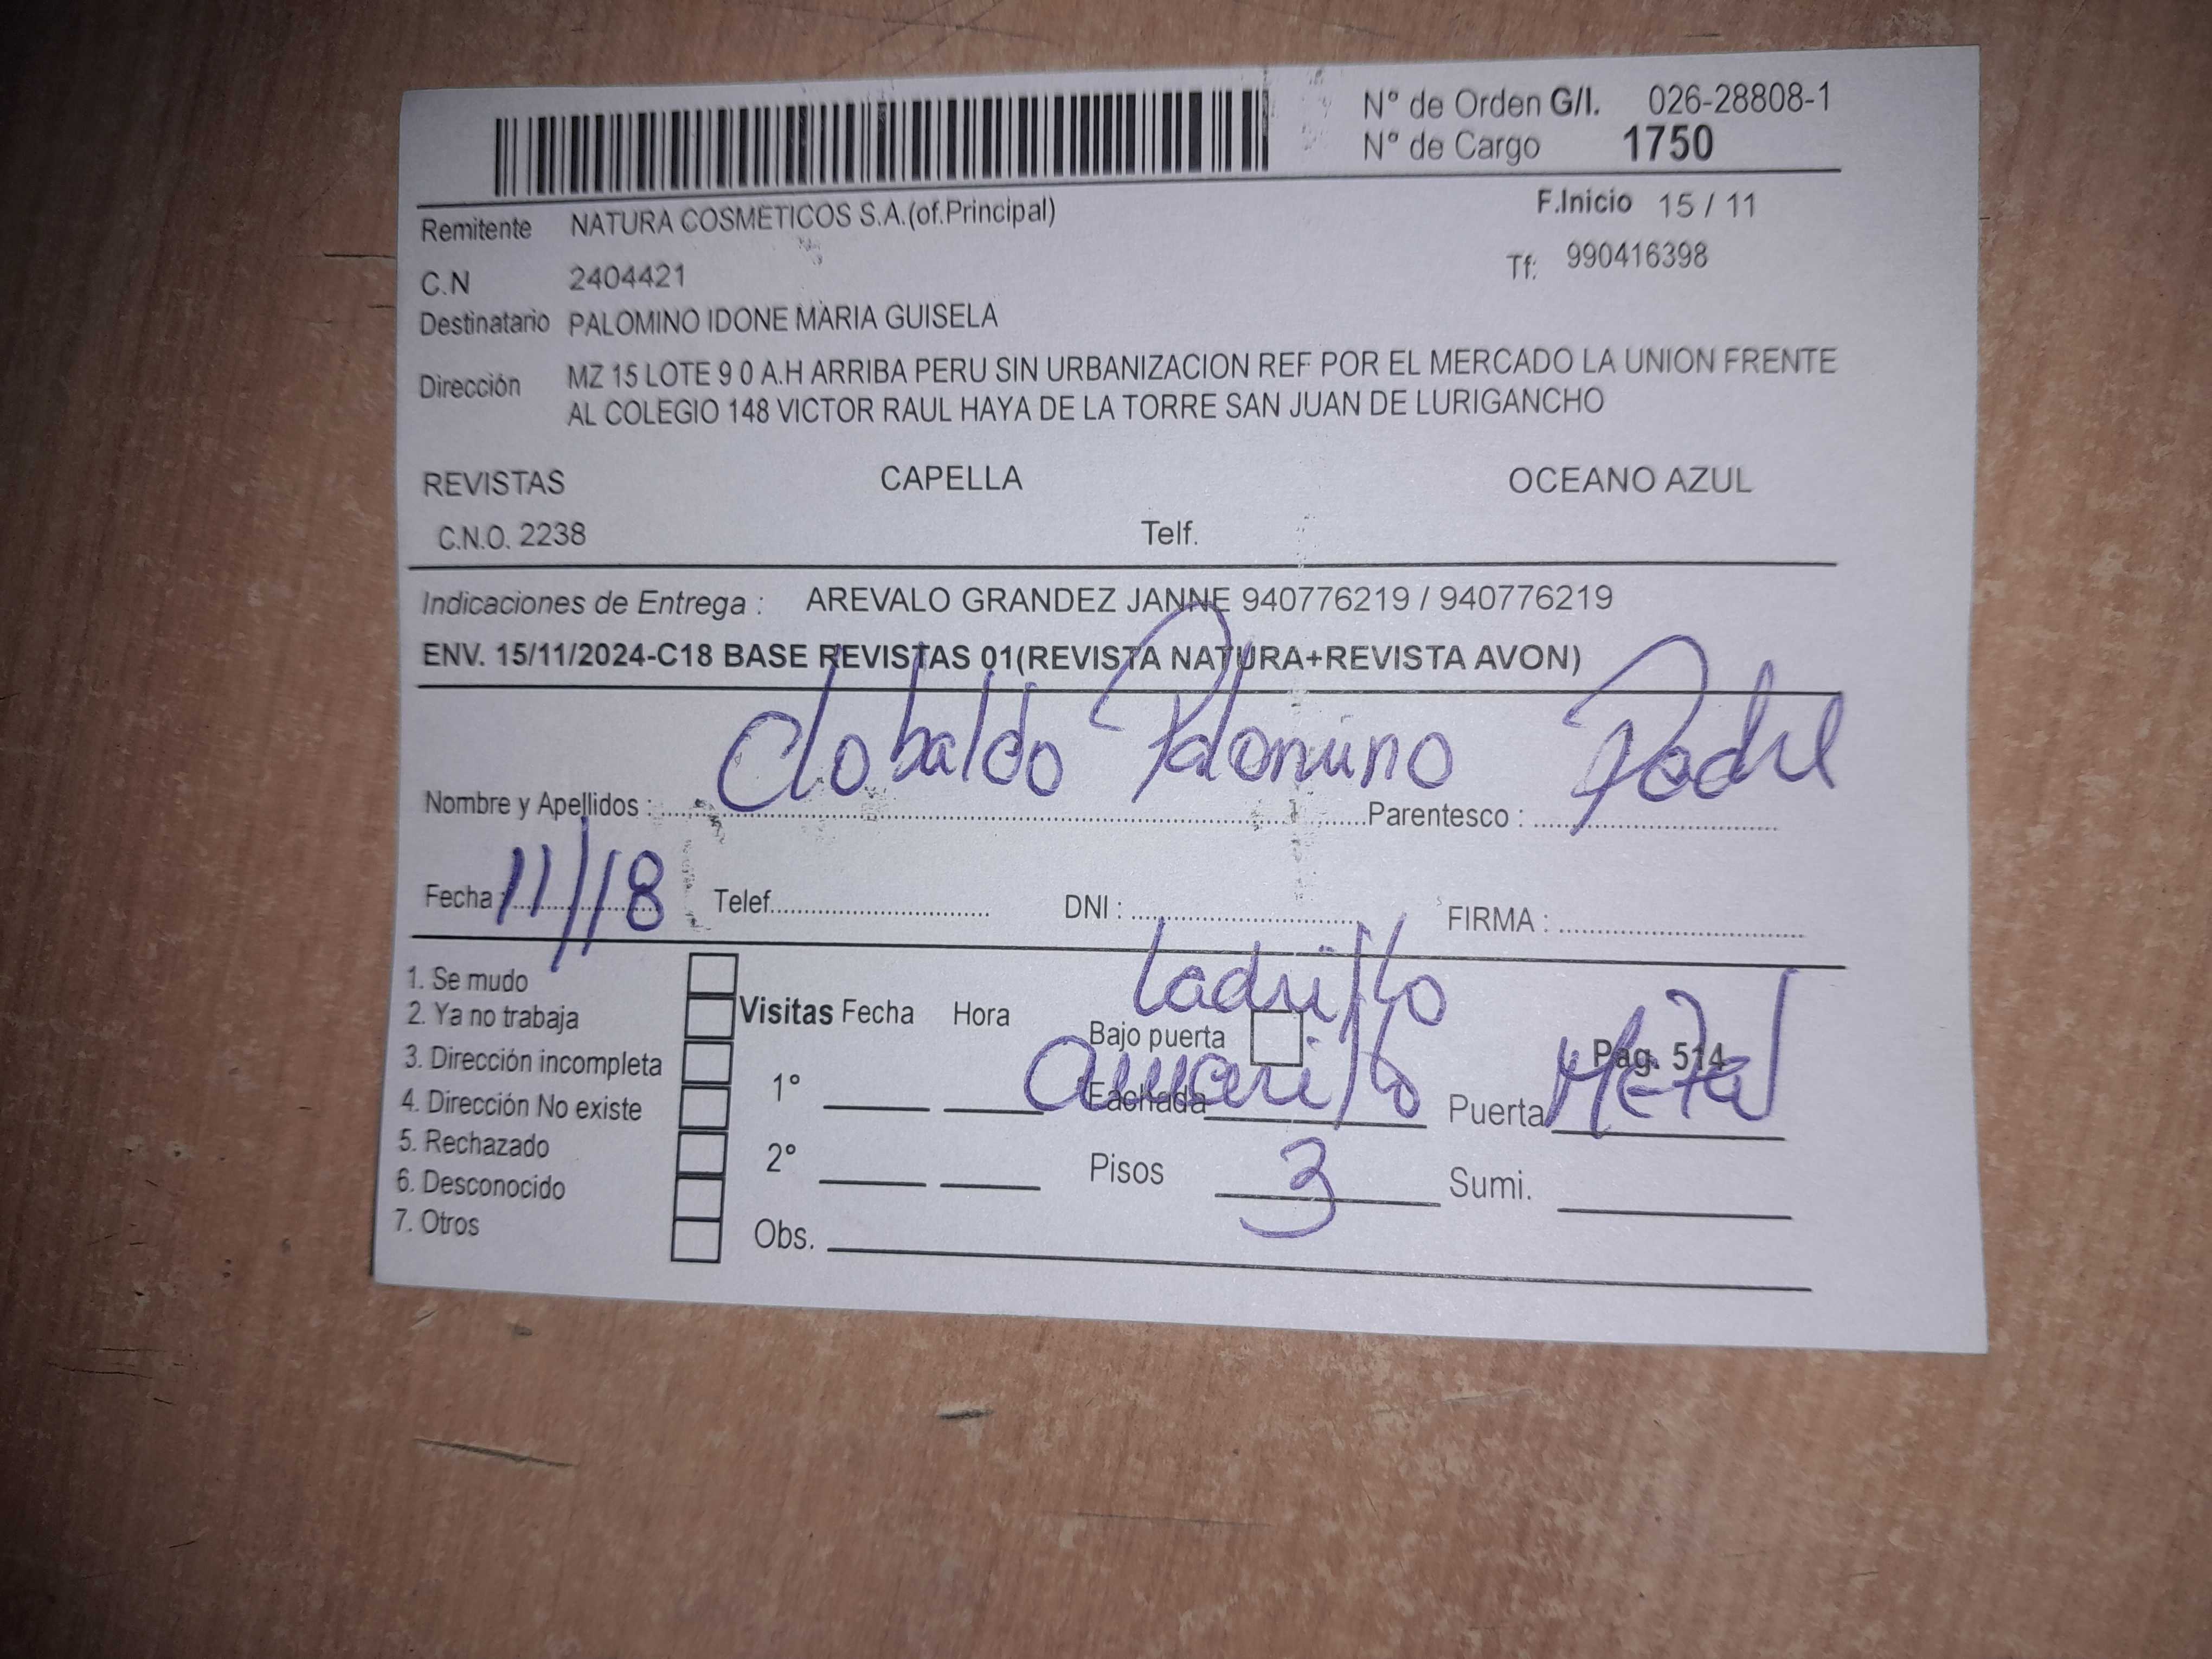 Nº de Orden G/I. 026-28808-1
Nº de Cargo 1750
Remitente NATURA COSMETICOS S.A.(of.Principal) F.Inicio 15 / 11
C.N 2404421 Tf: 990416398
Destinatario PALOMINO IDONE MARIA GUISELA
Dirección MZ 15 LOTE 9 0 A.H ARRIBA PERU SIN URBANIZACION REF POR EL MERCADO LA UNION FRENTE
AL COLEGIO 148 VICTOR RAUL HAYA DE LA TORRE SAN JUAN DE LURIGANCHO
REVISTAS CAPELLA OCEANO AZUL
C.N.O. 2238 Telf.
Indicaciones de Entrega : AREVALO GRANDEZ JANNE 940776219 / 940776219
ENV. 15/11/2024-C18 BASE REVISTAS 01(REVISTA NATURA+REVISTA AVON)
Nombre y Apellidos : Clobaldo Palomino Parentesco : Padre
Fecha : 11/18 Telef. DNI : FIRMA :
1. Se mudo
2. Ya no trabaja
3. Dirección incompleta
4. Dirección No existe
5. Rechazado
6. Desconocido
7. Otros
Visitas Fecha Hora
1°
2°
Obs.
ladrillo
Bajo puerta Pag. 514
Fachada amarillo Puerta Metal
Pisos 3 Sumi.